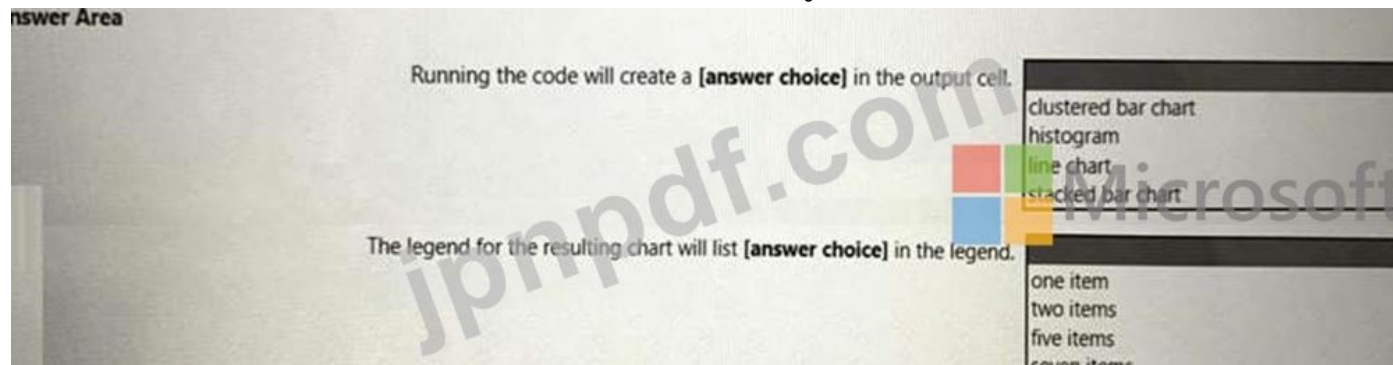 nswer Area
Running the code will create a [answer choice] in the output cell.
clustered bar chart
histogram
line chart
stacked bar chart
Microsoft
jpnpdf.com
The legend for the resulting chart will list [answer choice] in the legend.
one item
two items
five items
seven items